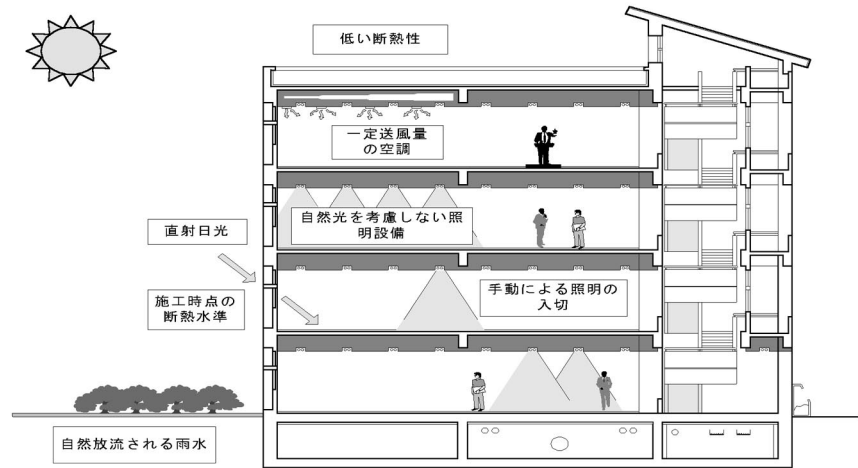 低い断熱性
一定送風量
の空調
自然光を考慮しない照
明設備
直射日光
施工時点の
断熱水準
手動による照明の
入切
自然放流される雨水